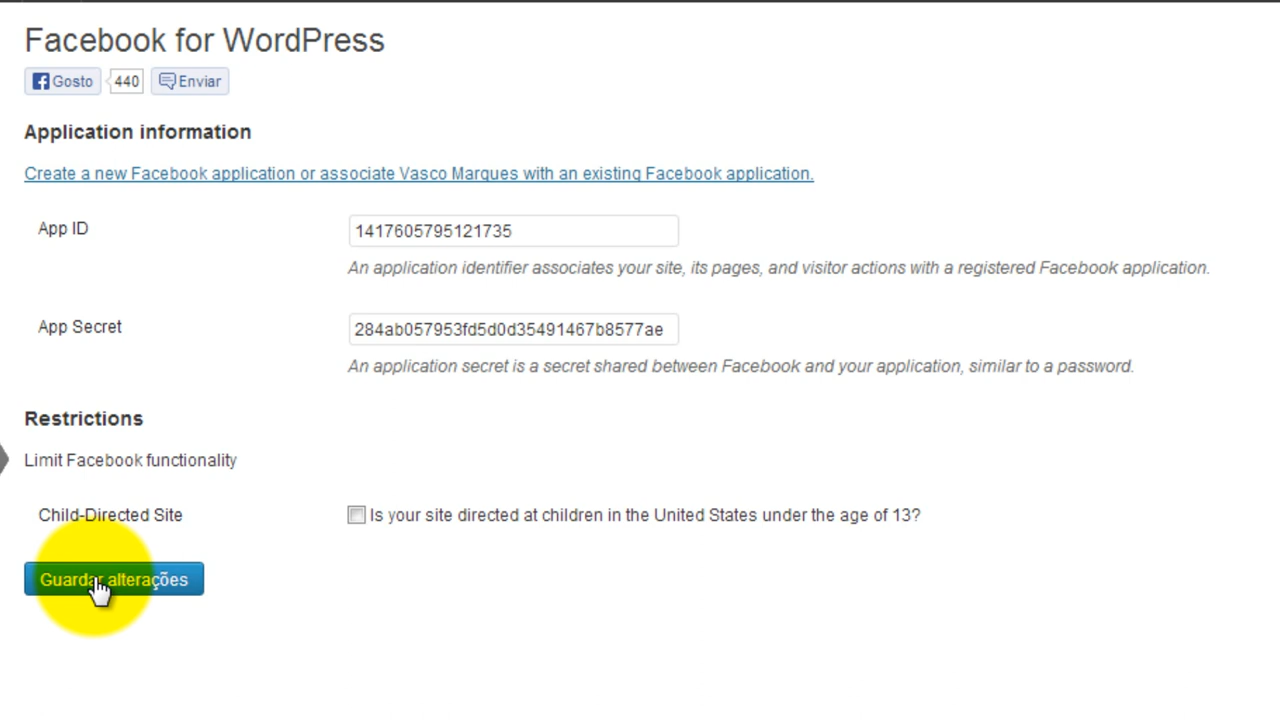 Facebook for WordPress
Gosto 440 Enviar
Application information
Create a new Facebook application or associate Vasco Marques with an existing Facebook application.
App ID 1417605795121735
An application identifier associates your site, its pages, and visitor actions with a registered Facebook application.
App Secret 284ab057953fd5d0d35491467b8577ae
An application secret is a secret shared between Facebook and your application, similar to a password.
Restrictions
Limit Facebook functionality
Child-Directed Site Is your site directed at children in the United States under the age of 13?
Guardar alterações